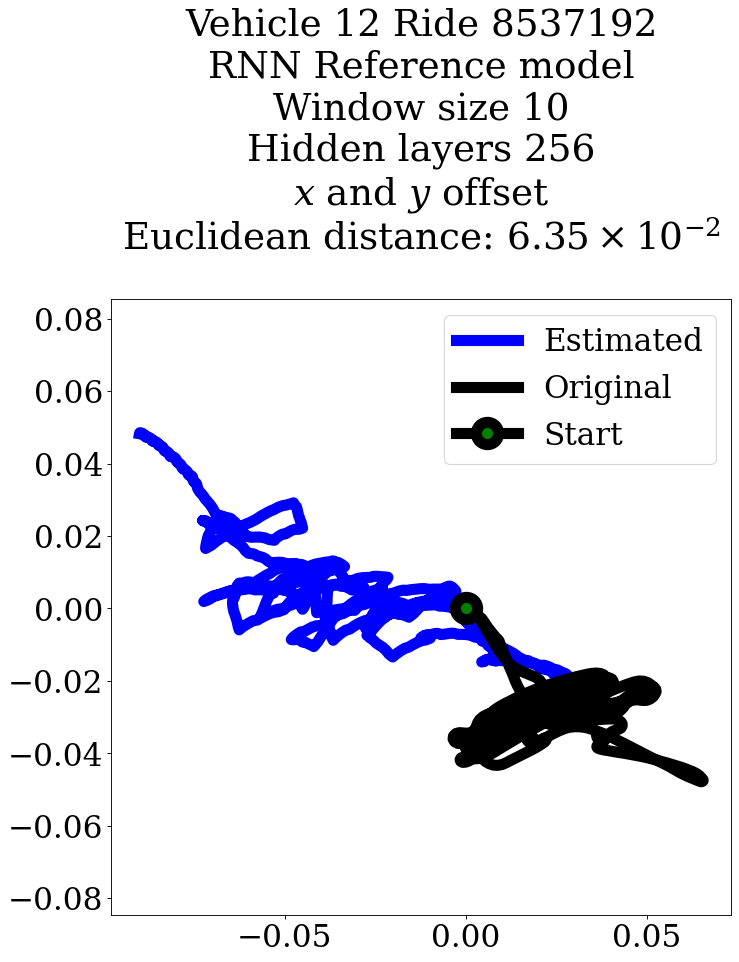 Vehicle 12 Ride 8537192
RNN Reference model
Window size 10
Hidden layers 256
x and y offset
Euclidean distance: 6.35 × 10⁻²
Estimated
Original
Start
0.08
0.06
0.04
0.02
0.00
−0.02
−0.04
−0.06
−0.08
−0.05
0.00
0.05